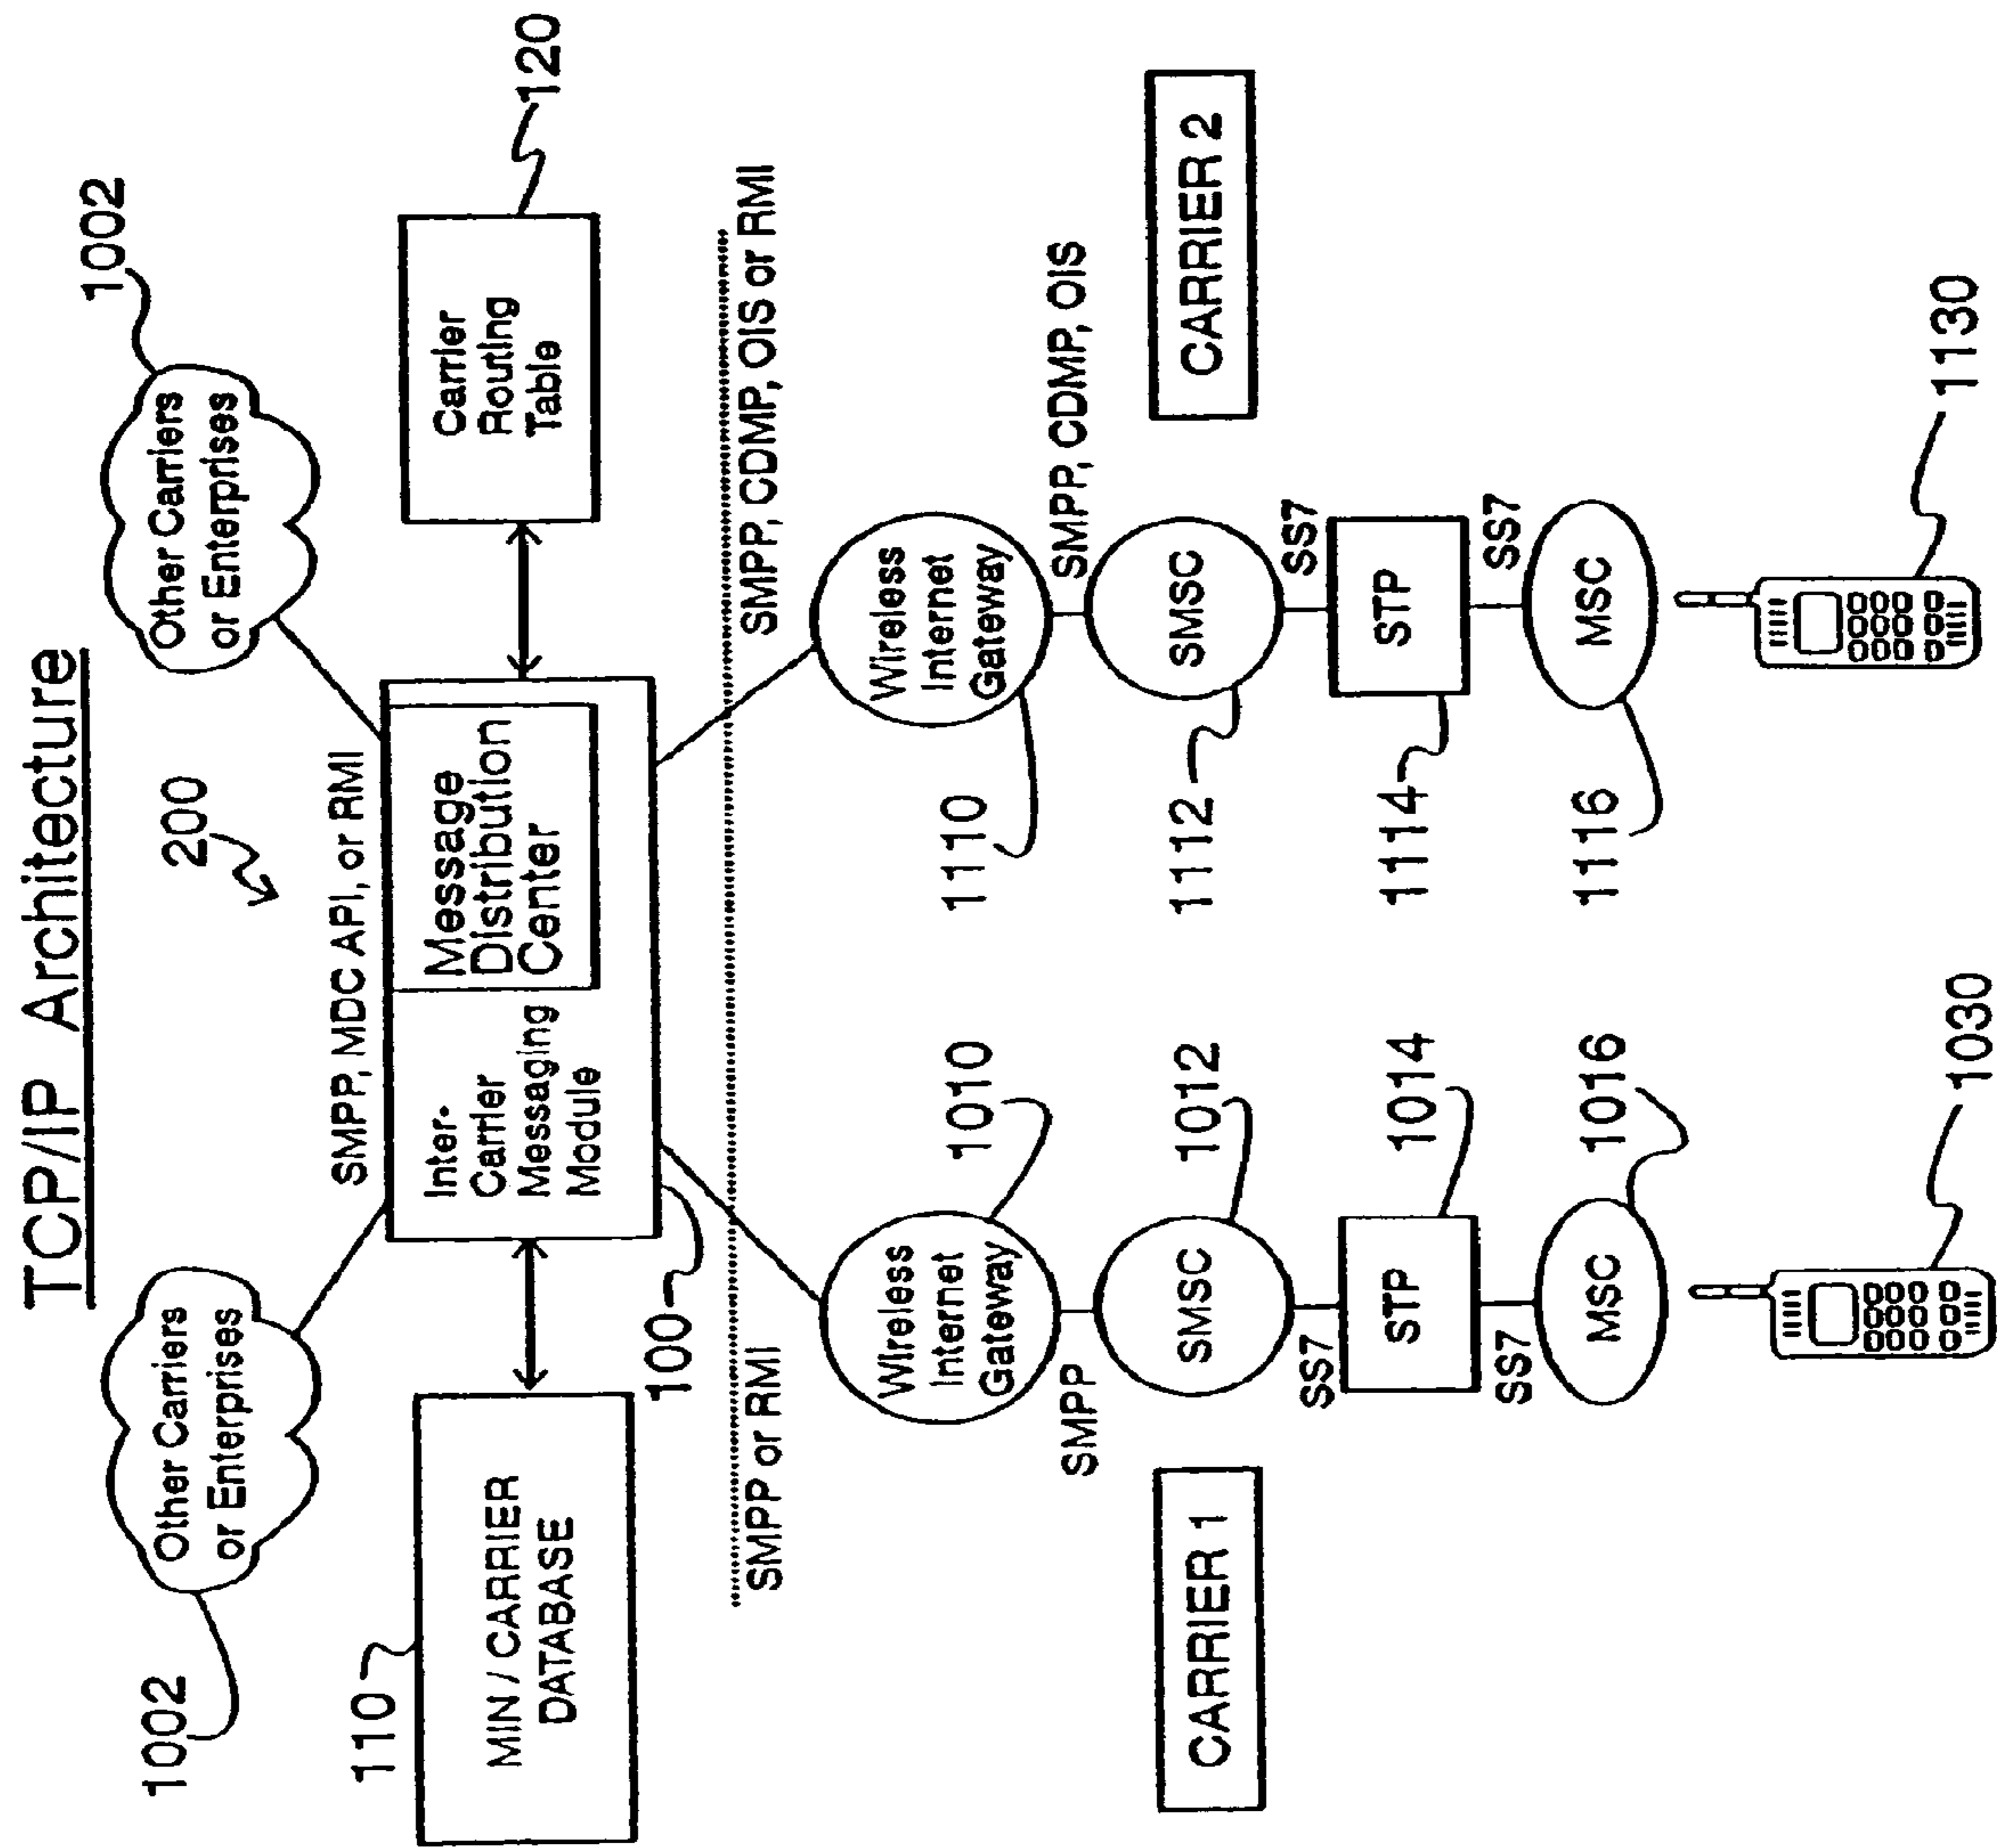 TCP/IP Architecture
1002
Other Carriers
or Enterprises
200
1002
Other Carriers
or Enterprises
SMPP, MDC API, or RMI
110
MIN / CARRIER
DATABASE
Inter-
Carrier
Messaging
Module
Message
Distribution
Center
Carrier
Routing
Table
120
100
SMPP or RMI
SMPP, CDMP, OIS or RMI
Wireless
Internet
Gateway
1010
1110
Wireless
Internet
Gateway
SMPP
SMPP, CDMP, OIS
CARRIER 1
SMSC
1012
1112
SMSC
CARRIER 2
SS7
SS7
STP
1014
1114
STP
SS7
SS7
MSC
1016
1116
MSC
1030
1130